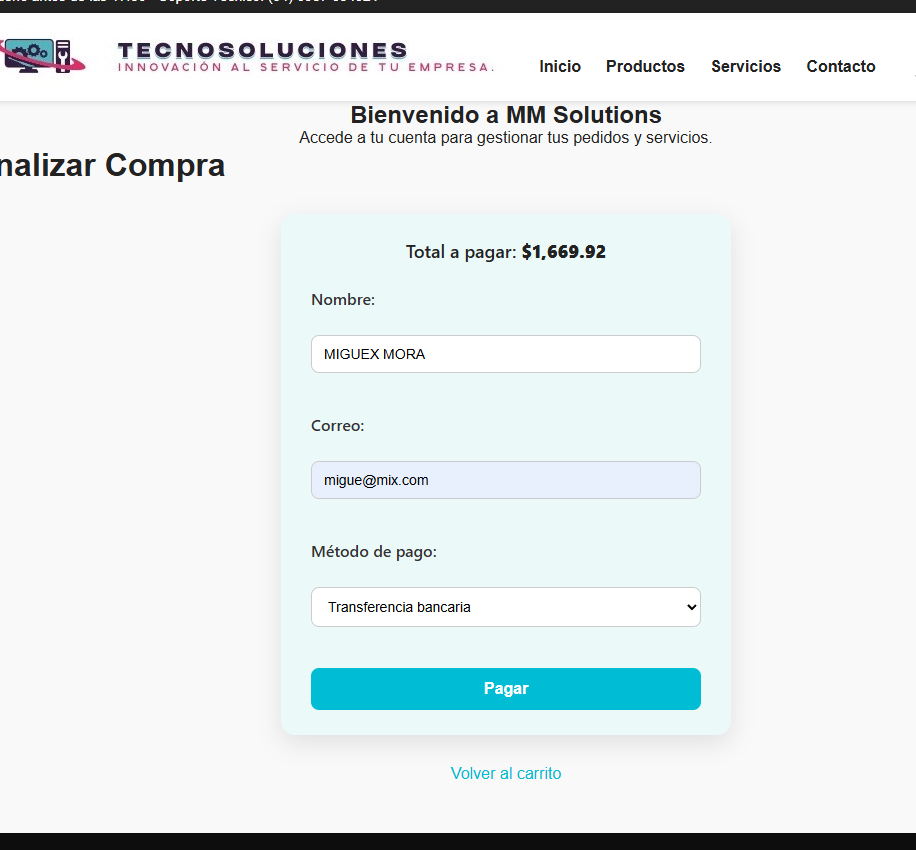 TECNOSOLUCIONES
INNOVACIÓN AL SERVICIO DE TU EMPRESA.
Inicio Productos Servicios Contacto
Bienvenido a MM Solutions
Accede a tu cuenta para gestionar tus pedidos y servicios.
nalizar Compra
Total a pagar: $1,669.92
Nombre:
MIGUEX MORA
Correo:
migue@mix.com
Método de pago:
Transferencia bancaria
Pagar
Volver al carrito